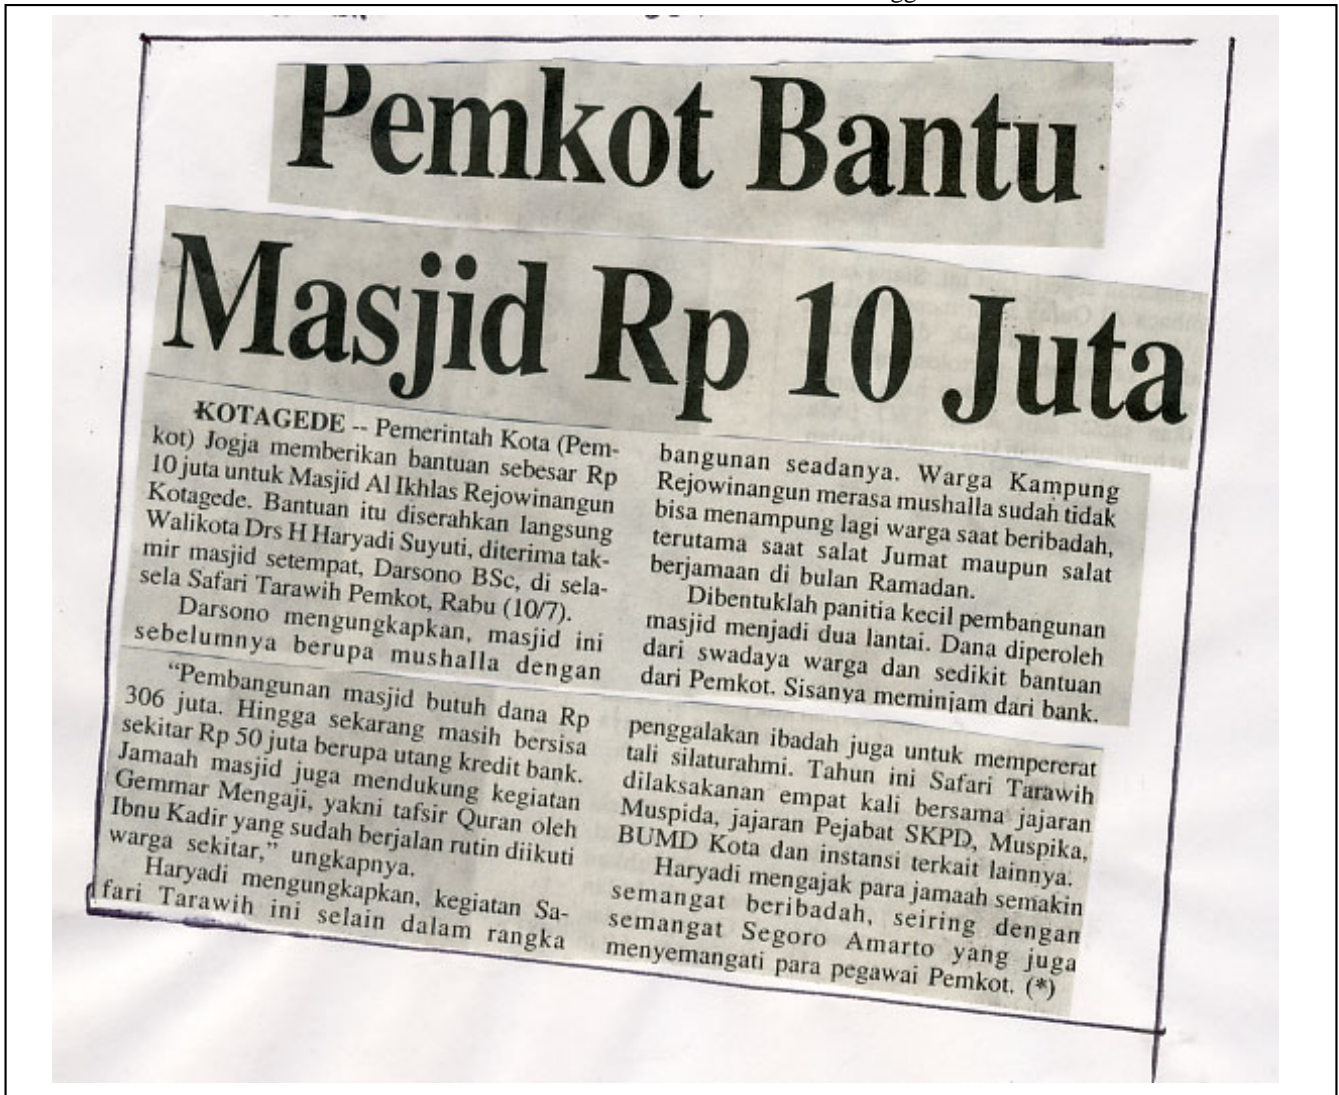 Pemkot Bantu
Masjid Rp 10 Juta
KOTAGEDE -- Pemerintah Kota (Pem-
kot) Jogja memberikan bantuan sebesar Rp
10 juta untuk Masjid Al Ikhlas Rejowinangun
Kotagede. Bantuan itu diserahkan langsung
Walikota Drs H Haryadi Suyuti, diterima tak-
mir masjid setempat, Darsono BSc, di sela-
sela Safari Tarawih Pemkot, Rabu (10/7).
Darsono mengungkapkan, masjid ini
sebelumnya berupa mushalla dengan
bangunan seadanya. Warga Kampung
Rejowinangun merasa mushalla sudah tidak
bisa menampung lagi warga saat beribadah,
terutama saat salat Jumat maupun salat
berjamaan di bulan Ramadan.
Dibentuklah panitia kecil pembangunan
masjid menjadi dua lantai. Dana diperoleh
dari swadaya warga dan sedikit bantuan
dari Pemkot. Sisanya meminjam dari bank.
“Pembangunan masjid butuh dana Rp
306 juta. Hingga sekarang masih bersisa
sekitar Rp 50 juta berupa utang kredit bank.
Jamaah masjid juga mendukung kegiatan
Gemmar Mengaji, yakni tafsir Quran oleh
Ibnu Kadir yang sudah berjalan rutin diikuti
warga sekitar,” ungkapnya.
Haryadi mengungkapkan, kegiatan Sa-
fari Tarawih ini selain dalam rangka
penggalakan ibadah juga untuk mempererat
tali silaturahmi. Tahun ini Safari Tarawih
dilaksakanan empat kali bersama jajaran
Muspida, jajaran Pejabat SKPD, Muspika,
BUMD Kota dan instansi terkait lainnya.
Haryadi mengajak para jamaah semakin
semangat beribadah, seiring dengan
semangat Segoro Amarto yang juga
menyemangati para pegawai Pemkot. (*)